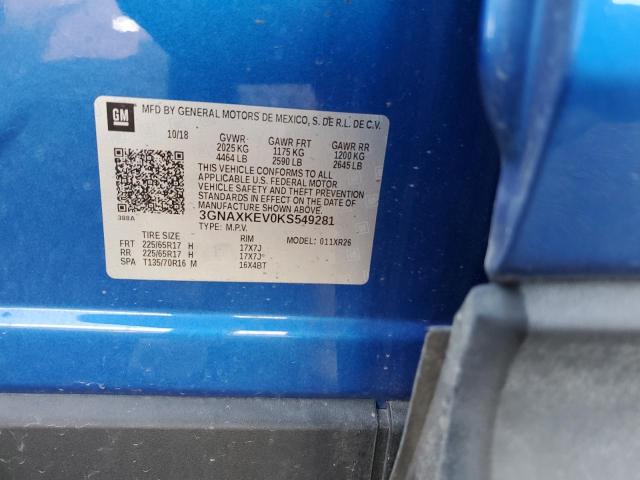 GM
MFD BY GENERAL MOTORS DE MEXICO, S. DE R.L. DE C.V.
10/18 GVWR GAWR FRT GAWR RR
2025 KG 1175 KG 1200 KG
4464 LB 2590 LB 2645 LB
THIS VEHICLE CONFORMS TO ALL
APPLICABLE U.S. FEDERAL MOTOR
VEHICLE SAFETY AND THEFT PREVENTION
STANDARDS IN EFFECT ON THE DATE OF
MANUFACTURE SHOWN ABOVE.
3GNAXKEV0KS549281
388A
TYPE: M.P.V.
TIRE SIZE RIM MODEL: 011XR26
FRT 225/65R17 H 17X7J
RR 225/65R17 H 17X7J
SPA T135/70R16 M 16X4BT